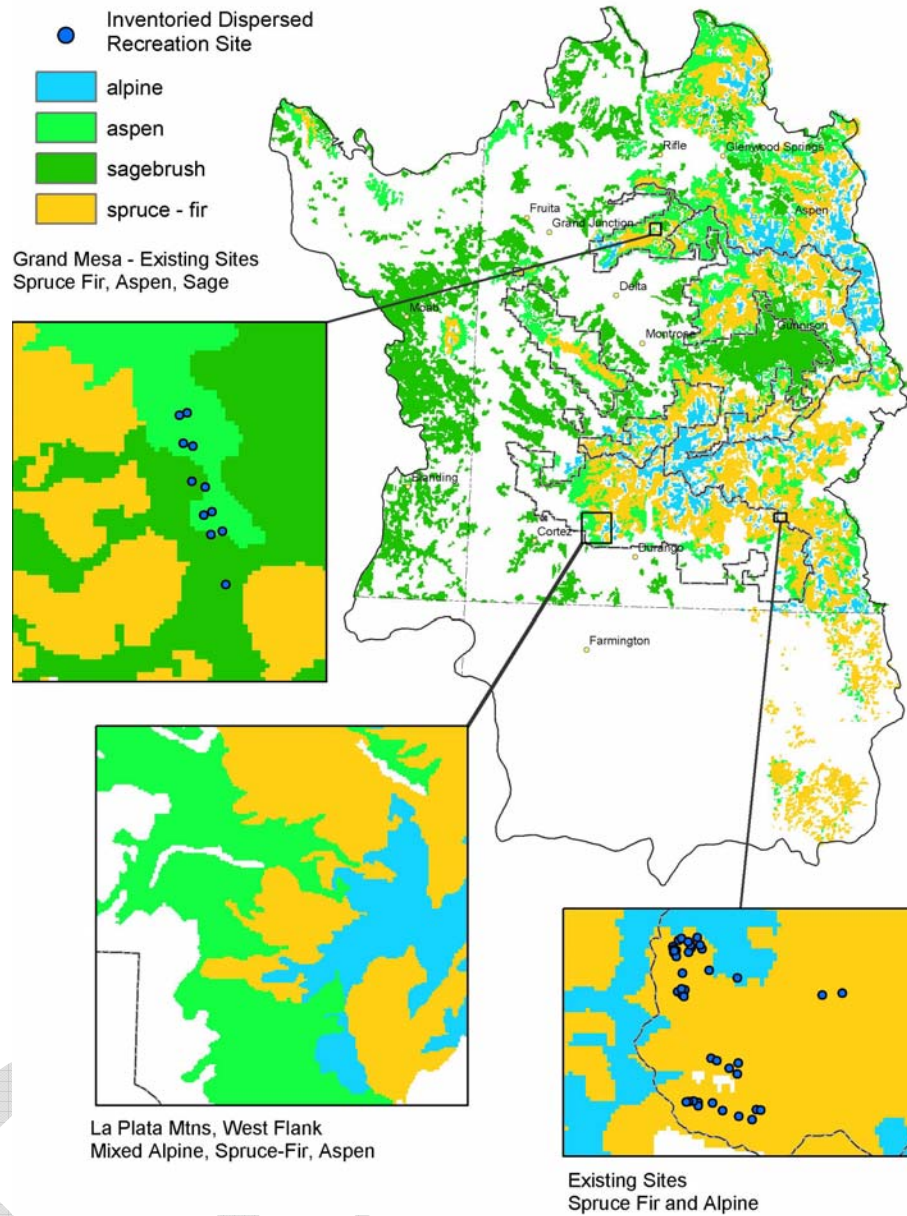 Inventoried Dispersed
Recreation Site
alpine
aspen
sagebrush
spruce - fir
Grand Mesa - Existing Sites
Spruce Fir, Aspen, Sage
Rifle
Glenwood Springs
Fruita
Grand Junction
Aspen
Delta
Moab
Montrose
Gunnison
Blanding
Cortez
Durango
Farmington
La Plata Mtns, West Flank
Mixed Alpine, Spruce-Fir, Aspen
Existing Sites
Spruce Fir and Alpine